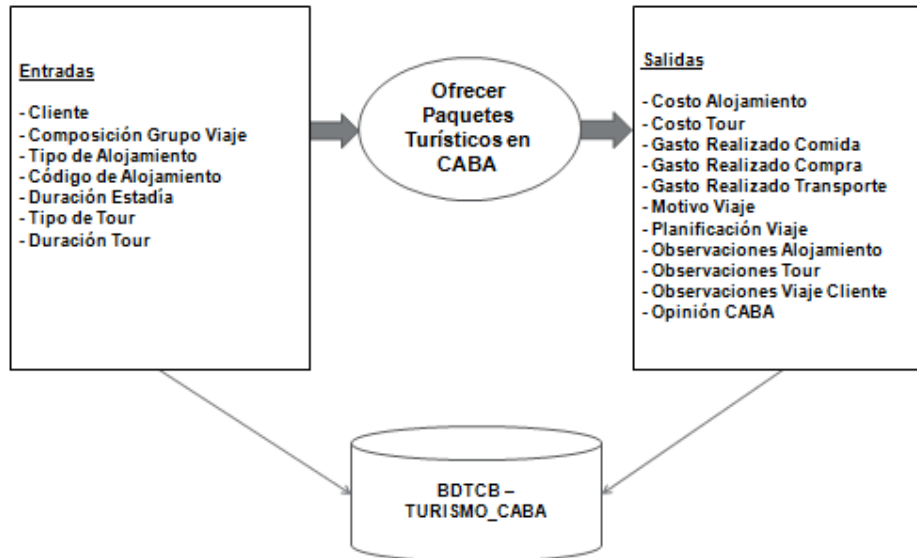 Entradas
- Cliente
- Composición Grupo Viaje
- Tipo de Alojamiento
- Código de Alojamiento
- Duración Estadía
- Tipo de Tour
- Duración Tour
Ofrecer
Paquetes
Turísticos en
CABA
Salidas
- Costo Alojamiento
- Costo Tour
- Gasto Realizado Comida
- Gasto Realizado Compra
- Gasto Realizado Transporte
- Motivo Viaje
- Planificación Viaje
- Observaciones Alojamiento
- Observaciones Tour
- Observaciones Viaje Cliente
- Opinión CABA
BDTCB –
TURISMO_CABA